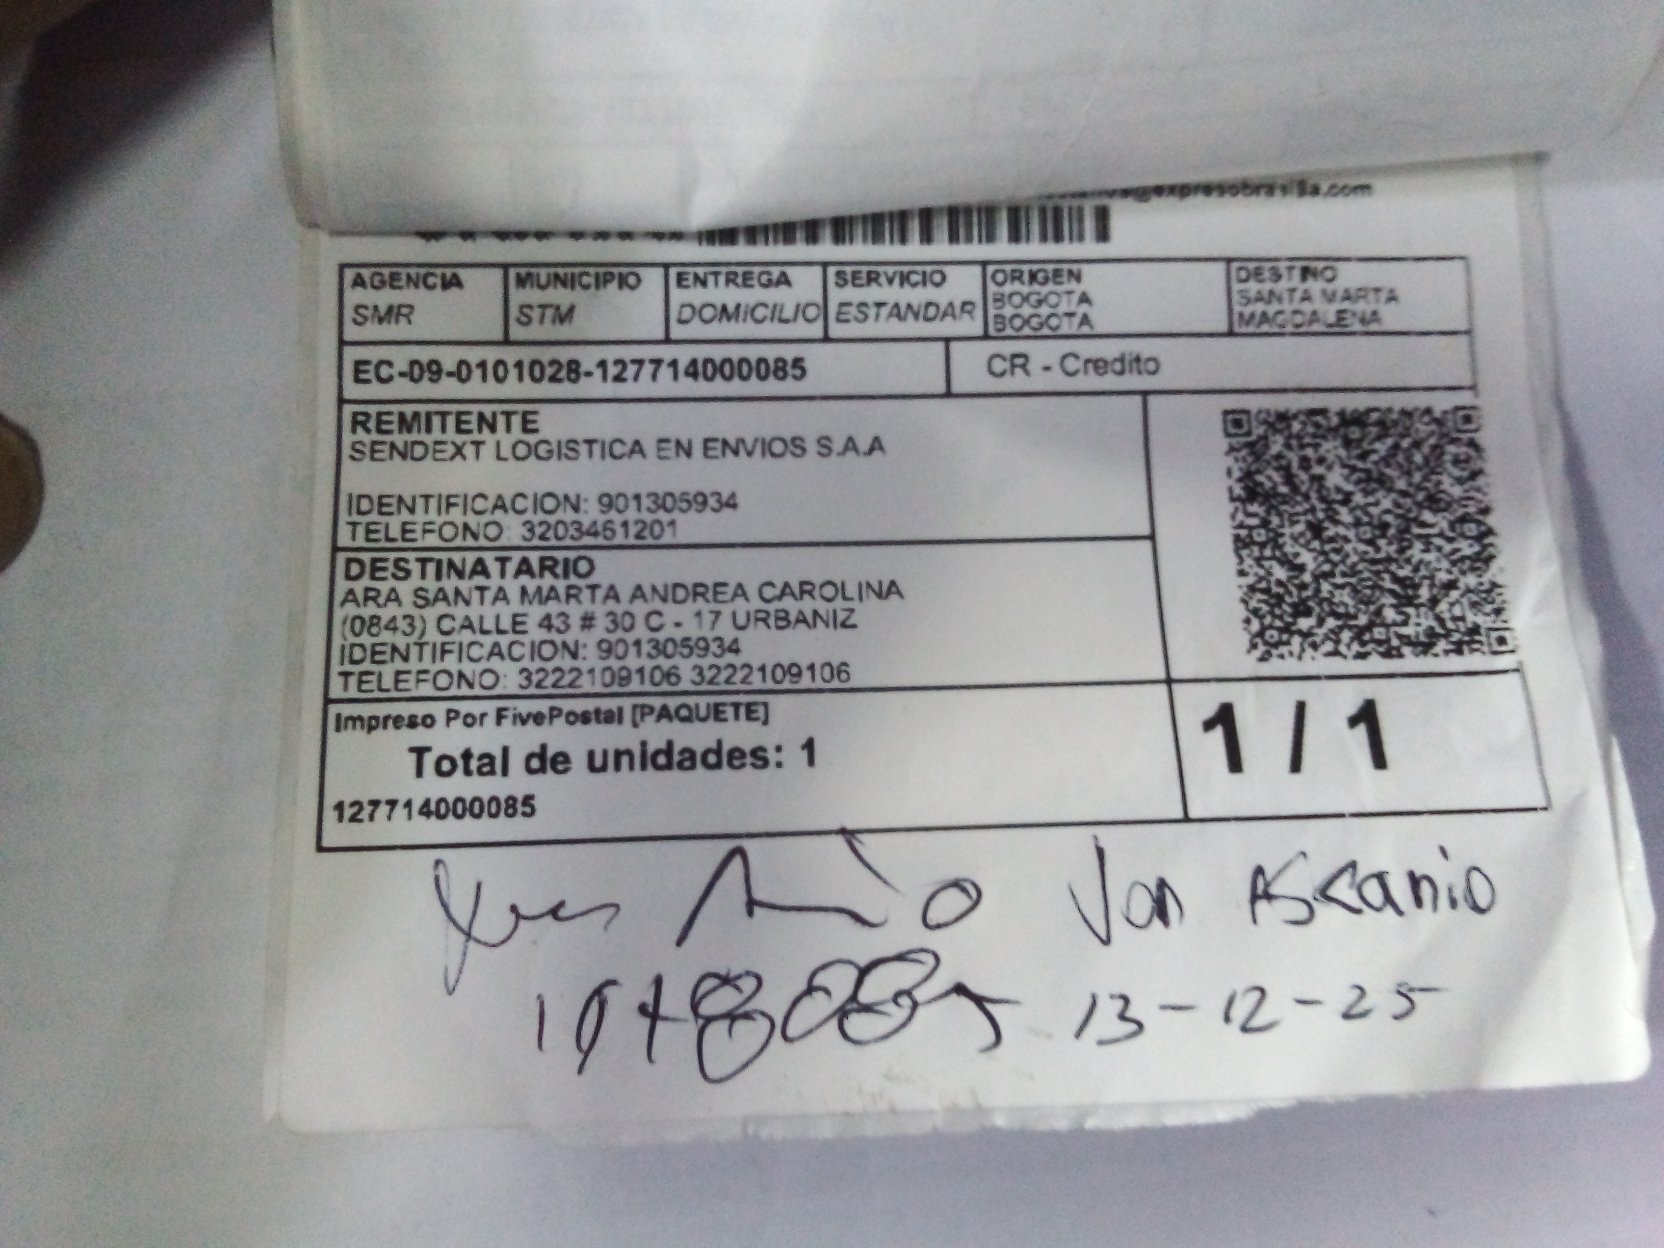 @expresobrasilia.com
AGENCIA MUNICIPIO ENTREGA SERVICIO ORIGEN DESTINO
SMR STM DOMICILIO ESTANDAR BOGOTA SANTA MARTA
BOGOTA MAGDALENA
EC-09-0101028-127714000085 CR - Credito
REMITENTE
SENDEXT LOGISTICA EN ENVIOS S.A.A
IDENTIFICACION: 901305934
TELEFONO: 3203461201
DESTINATARIO
ARA SANTA MARTA ANDREA CAROLINA
(0843) CALLE 43 # 30 C - 17 URBANIZ
IDENTIFICACION: 901305934
TELEFONO: 3222109106 3222109106
Impreso Por FivePostal [PAQUETE]
Total de unidades: 1
1 / 1
127714000085
Jon Ascanio
13-12-25